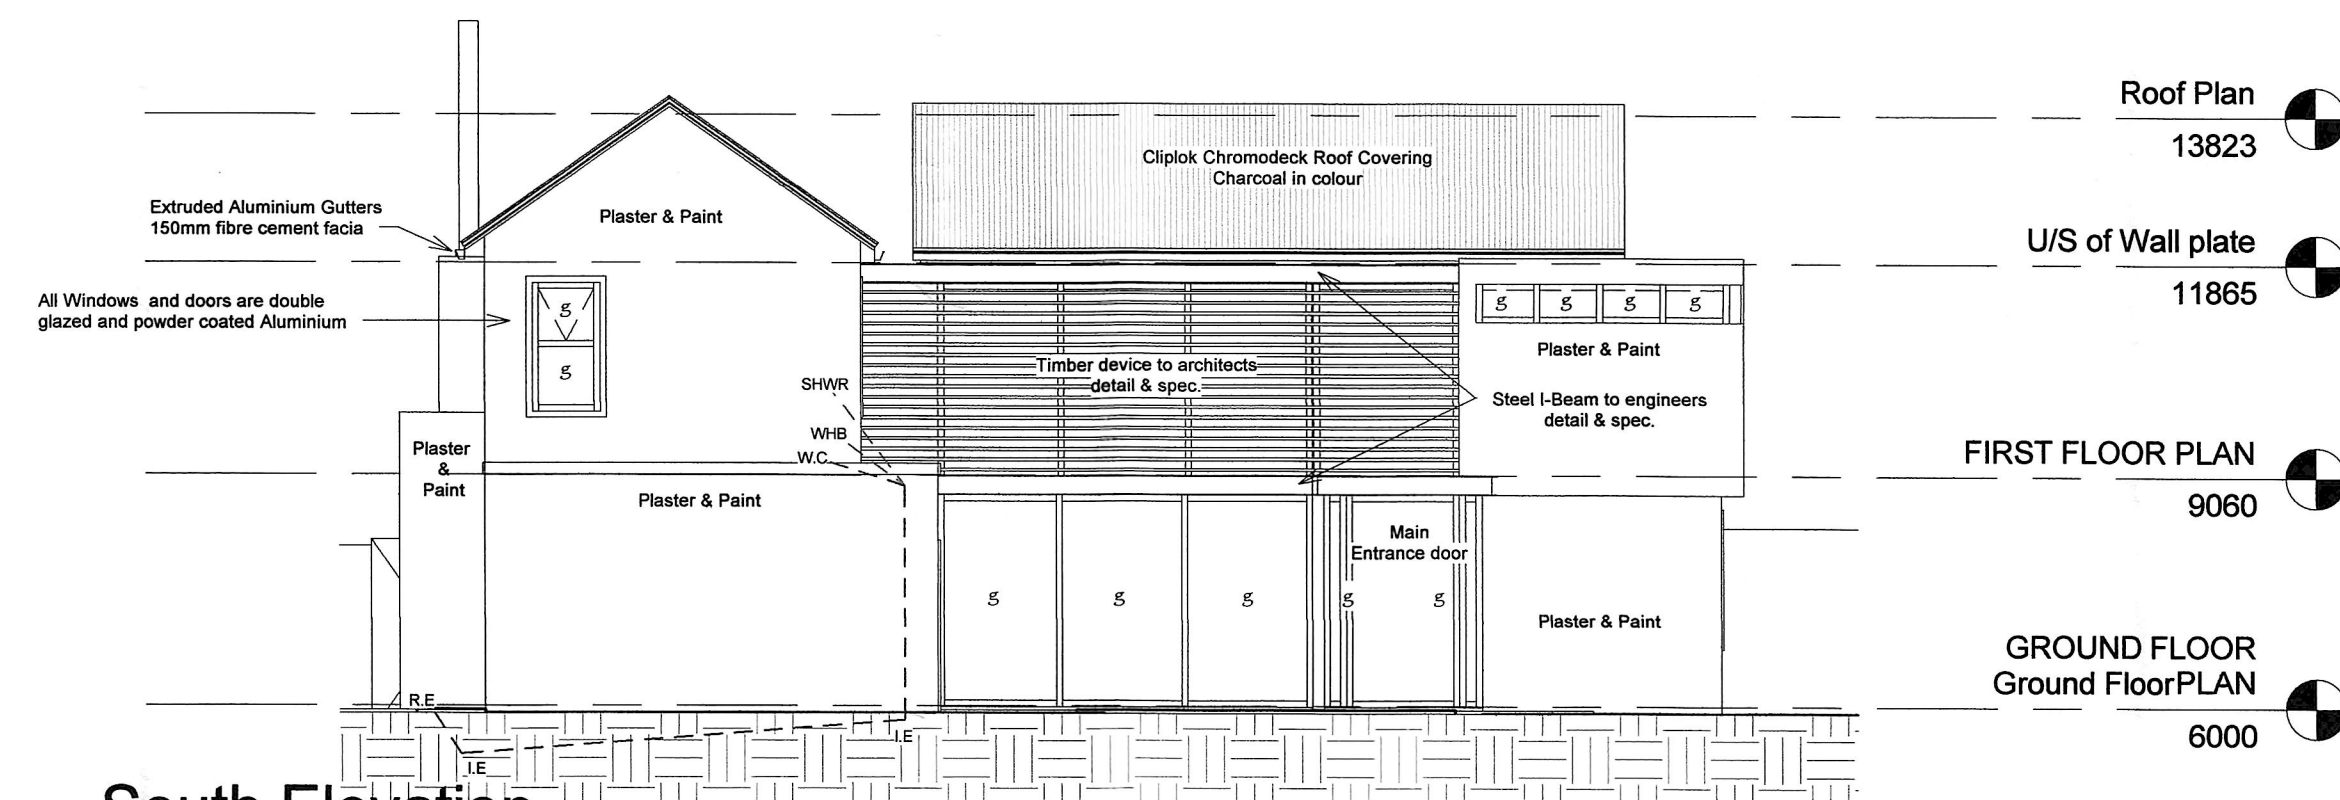 Roof Plan
13823
Cliplok Chromodeck Roof Covering
Charcoal in colour
Extruded Aluminium Gutters
150mm fibre cement facia
Plaster & Paint
U/S of Wall plate
11865
All Windows and doors are double
glazed and powder coated Aluminium
g
g
g
g
g
g
Plaster & Paint
Timber device to architects
detail & spec.
SHWR
WHB
W.C
Steel I-Beam to engineers
detail & spec.
Plaster
&
Paint
Plaster & Paint
FIRST FLOOR PLAN
9060
Main
Entrance door
g
g
g
g
g
Plaster & Paint
GROUND FLOOR
Ground FloorPLAN
6000
R.E
I.E
I.E
South Elevation